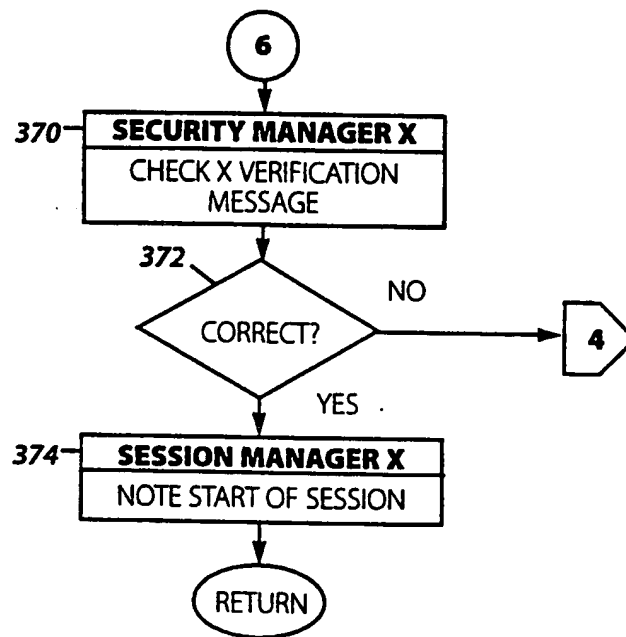 6
370
SECURITY MANAGER X
CHECK X VERIFICATION
MESSAGE
372
CORRECT?
NO
4
YES
374
SESSION MANAGER X
NOTE START OF SESSION
RETURN